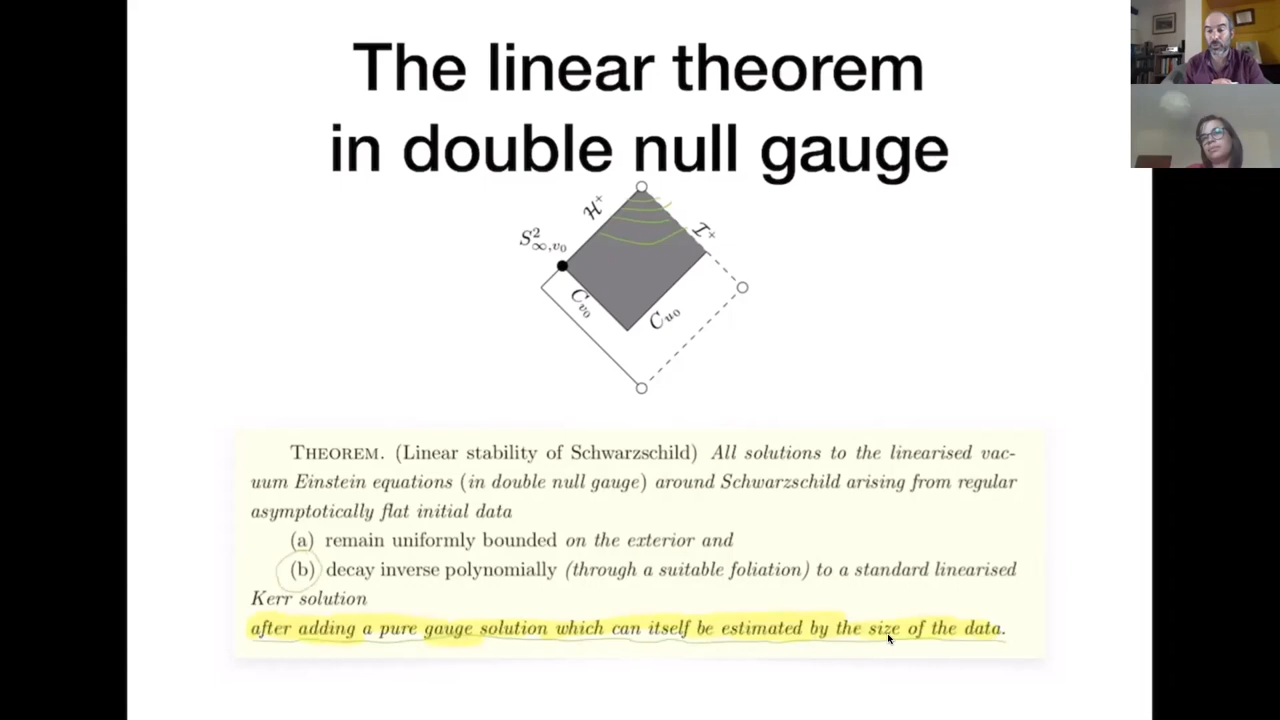 The linear theorem
in double null gauge
H⁺
I⁺
S²∞,v₀
C_v₀
C_u₀
THEOREM. (Linear stability of Schwarzschild) All solutions to the linearised vac-
uum Einstein equations (in double null gauge) around Schwarzschild arising from regular
asymptotically flat initial data
(a) remain uniformly bounded on the exterior and
(b) decay inverse polynomially (through a suitable foliation) to a standard linearised
Kerr solution
after adding a pure gauge solution which can itself be estimated by the size of the data.